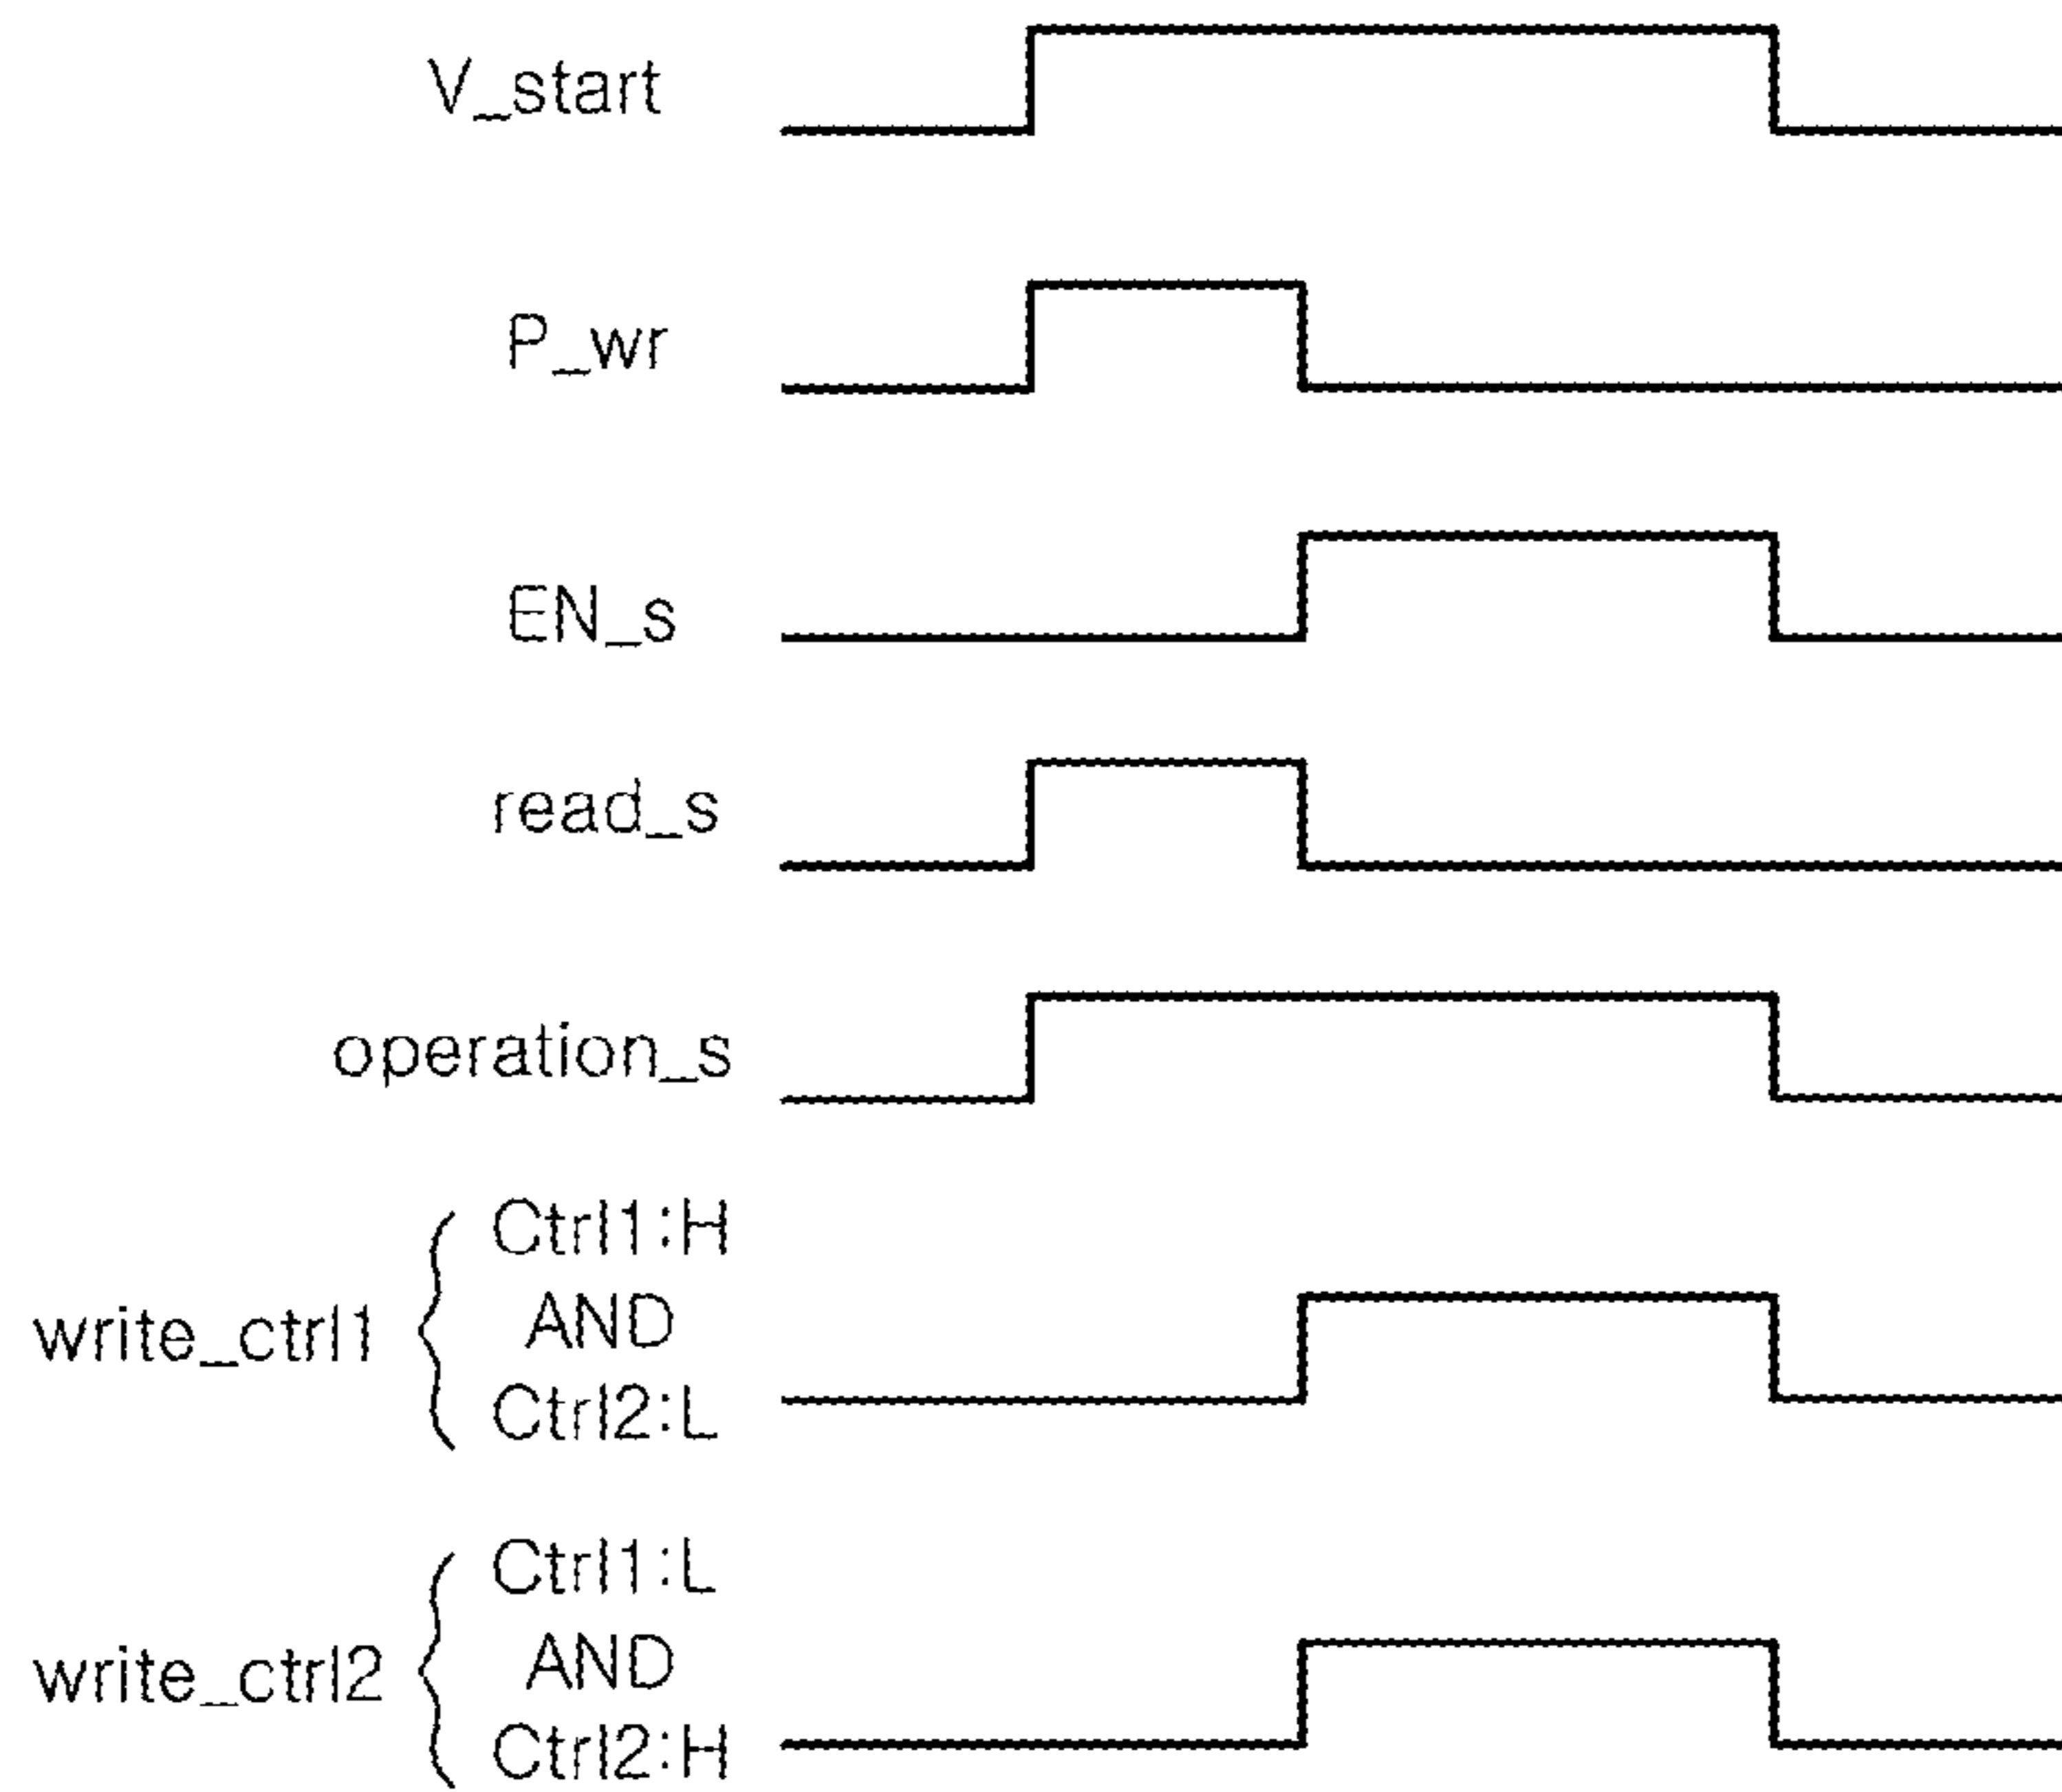 V_start
P_wr
EN_s
read_s
operation_s
write_ctrl1
Ctrl1:H
AND
Ctrl2:L
write_ctrl2
Ctrl1:L
AND
Ctrl2:H